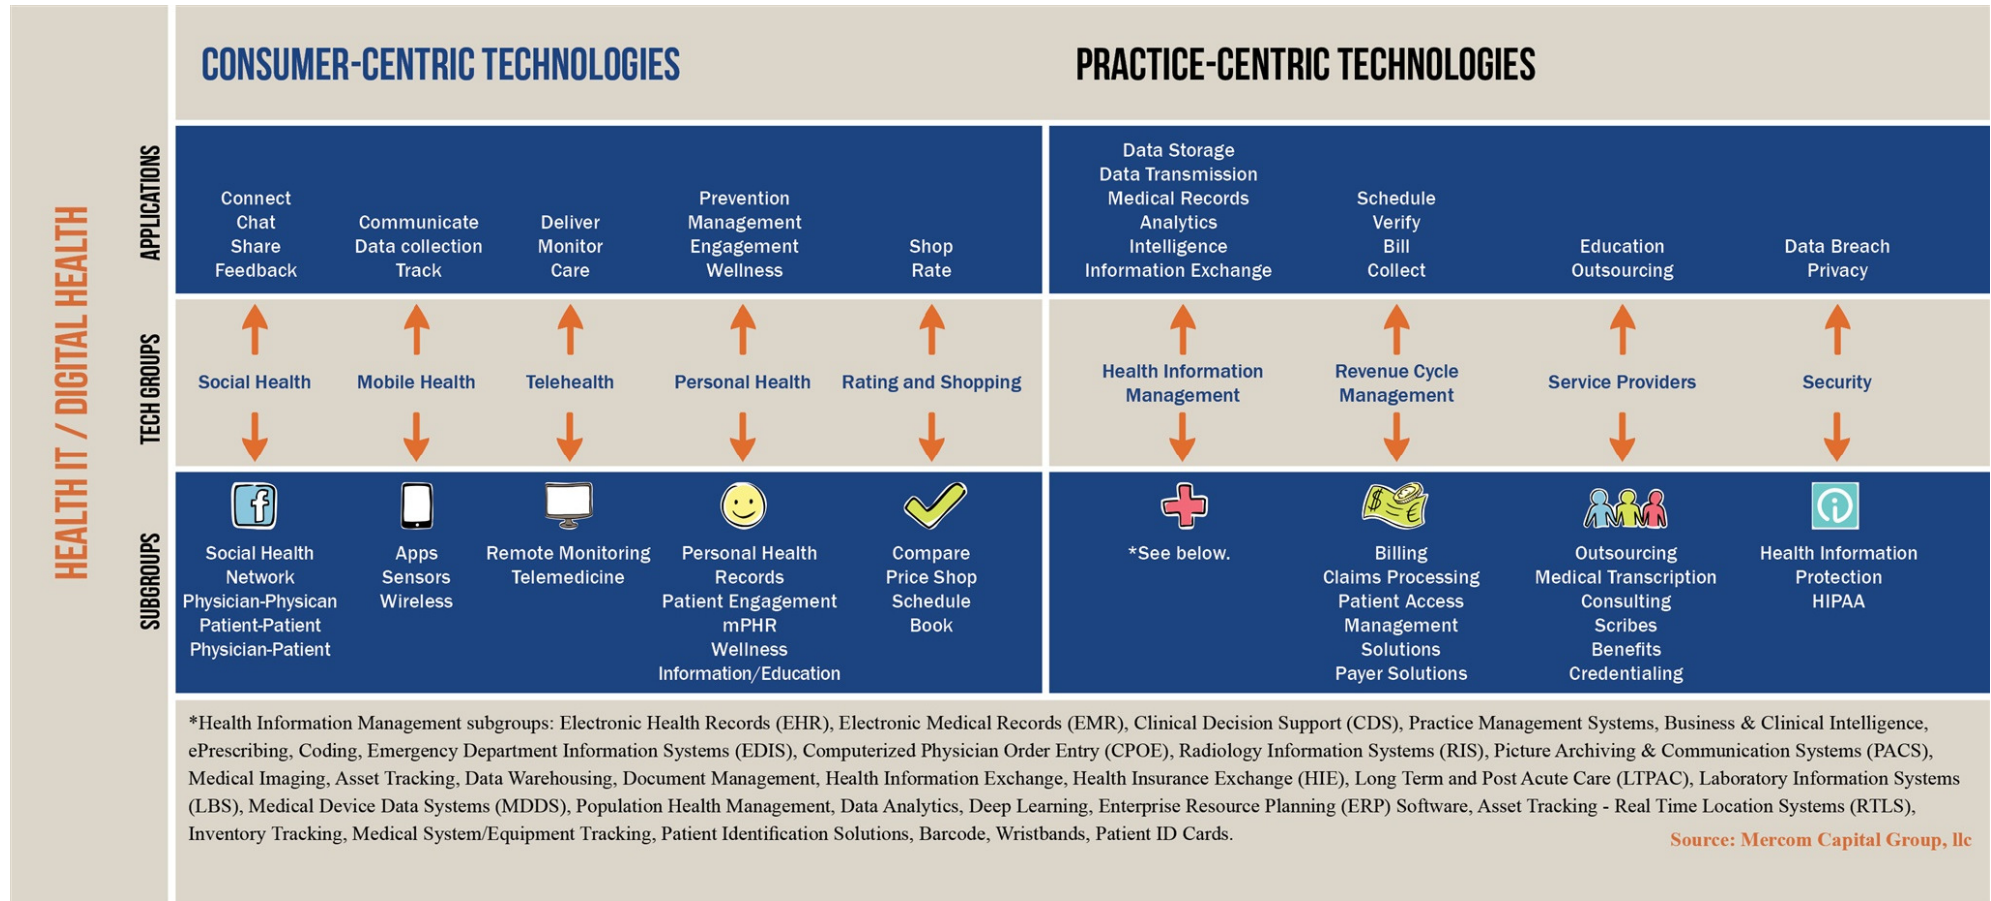 CONSUMER-CENTRIC TECHNOLOGIES
PRACTICE-CENTRIC TECHNOLOGIES
HEALTH IT / DIGITAL HEALTH
APPLICATIONS
Connect
Chat
Share
Feedback
Communicate
Data collection
Track
Deliver
Monitor
Care
Prevention
Management
Engagement
Wellness
Shop
Rate
Data Storage
Data Transmission
Medical Records
Analytics
Intelligence
Information Exchange
Schedule
Verify
Bill
Collect
Education
Outsourcing
Data Breach
Privacy
TECH GROUPS
Social Health
Mobile Health
Telehealth
Personal Health
Rating and Shopping
Health Information
Management
Revenue Cycle
Management
Service Providers
Security
SUBGROUPS
Social Health
Network
Physician-Physican
Patient-Patient
Physician-Patient
Apps
Sensors
Wireless
Remote Monitoring
Telemedicine
Personal Health
Records
Patient Engagement
mPHR
Wellness
Information/Education
Compare
Price Shop
Schedule
Book
*See below.
Billing
Claims Processing
Patient Access
Management
Solutions
Payer Solutions
Outsourcing
Medical Transcription
Consulting
Scribes
Benefits
Credentialing
Health Information
Protection
HIPAA
*Health Information Management subgroups: Electronic Health Records (EHR), Electronic Medical Records (EMR), Clinical Decision Support (CDS), Practice Management Systems, Business & Clinical Intelligence,
ePrescribing, Coding, Emergency Department Information Systems (EDIS), Computerized Physician Order Entry (CPOE), Radiology Information Systems (RIS), Picture Archiving & Communication Systems (PACS),
Medical Imaging, Asset Tracking, Data Warehousing, Document Management, Health Information Exchange, Health Insurance Exchange (HIE), Long Term and Post Acute Care (LTPAC), Laboratory Information Systems
(LBS), Medical Device Data Systems (MDDS), Population Health Management, Data Analytics, Deep Learning, Enterprise Resource Planning (ERP) Software, Asset Tracking - Real Time Location Systems (RTLS),
Inventory Tracking, Medical System/Equipment Tracking, Patient Identification Solutions, Barcode, Wristbands, Patient ID Cards.
Source: Mercom Capital Group, llc